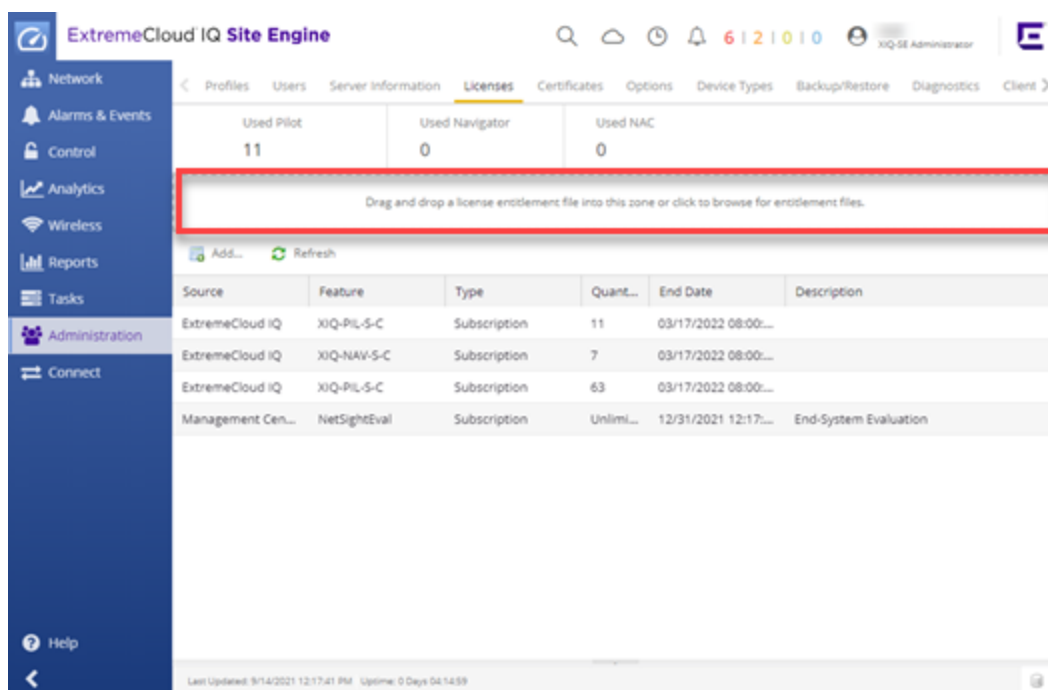 ExtremeCloud IQ Site Engine
6 | 2 | 0 | 0
XIQ-SE Administrator
Network
Alarms & Events
Control
Analytics
Wireless
Reports
Tasks
Administration
Connect
Help
Profiles Users Server Information Licenses Certificates Options Device Types Backup/Restore Diagnostics Client
Used Pilot Used Navigator Used NAC
11 0 0
Drag and drop a license entitlement file into this zone or click to browse for entitlement files.
Add... Refresh
Source Feature Type Quant... End Date Description
ExtremeCloud IQ XIQ-PIL-S-C Subscription 11 03/17/2022 08:00:...
ExtremeCloud IQ XIQ-NAV-S-C Subscription 7 03/17/2022 08:00:...
ExtremeCloud IQ XIQ-PIL-S-C Subscription 63 03/17/2022 08:00:...
Management Cen... NetSightEval Subscription Unlimi... 12/31/2021 12:17:... End-System Evaluation
Last Updated: 9/14/2021 12:17:41 PM Uptime: 0 Days 04:14:59